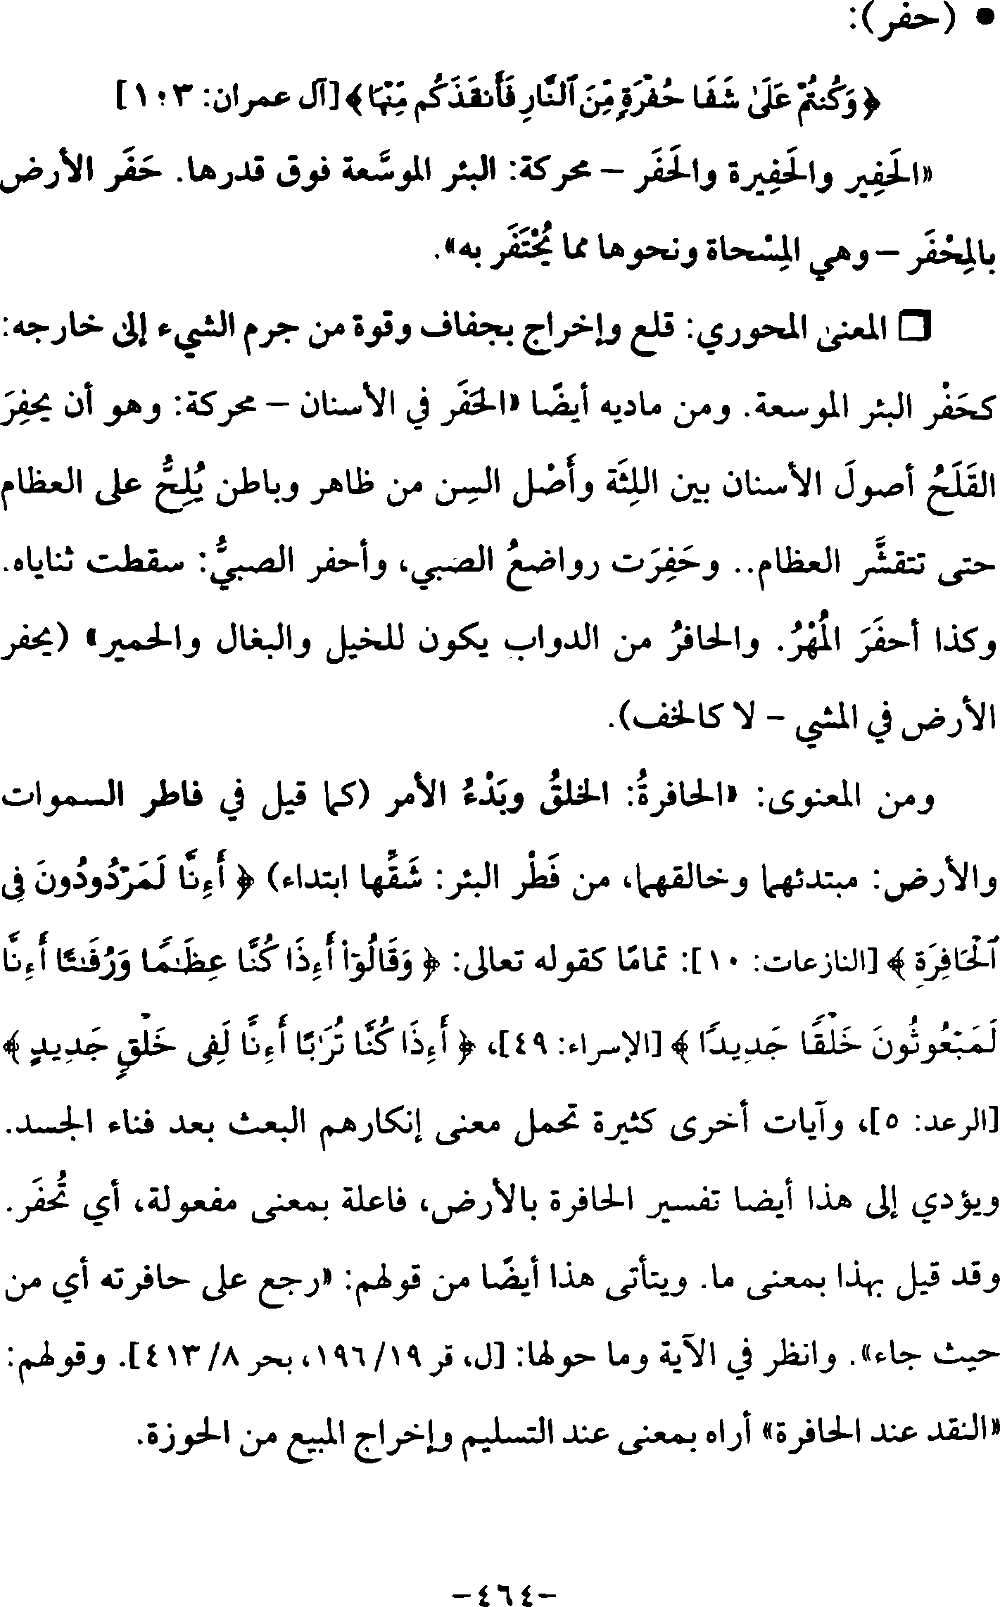 • (حفر):
﴿وَكُنتُمْ عَلَىٰ شَفَا حُفْرَةٍ مِّنَ ٱلنَّارِ فَأَنقَذَكُم مِّنْهَا﴾ [آل عمران: ١٠٣]
«الحَفِير والحَفِيرة والحَفَر – محركة: البئر الموسَّعة فوق قدرها. حَفَر الأرض
بالمِحْفَر – وهي المِسْحاة ونحوها مما يُحْتَفَر به».
❏ المعنى المحوري: قلع وإخراج بجفاف وقوة من جرم الشيء إلى خارجه:
كحَفْر البئر الموسعة. ومن ماديه أيضًا «الحَفَر في الأسنان – محركة: وهو أن يحفِرَ
القَلَحُ أصولَ الأسنان بين اللِثَة وأَصْل السِن من ظاهر وباطن يُلِحُّ على العظام
حتى تتقشَّر العظام.. وحَفِرَت رواضعُ الصبي، وأحفر الصبيُّ: سقطت ثناياه.
وكذا أحفَرَ المُهْرُ. والحافرُ من الدواب يكون للخيل والبغال والحمير» (يحفر
الأرض في المشي – لا كالخف).
ومن المعنوى: «الحافرةُ: الخلقُ وبَدْءُ الأمر (كما قيل في فاطر السموات
والأرض: مبتدئهما وخالقهما، من فَطْر البئر: شَقِّها ابتداء) ﴿أَءِنَّا لَمَرْدُودُونَ فِى
ٱلْحَافِرَةِ﴾ [النازعات: ١٠]: تمامًا كقوله تعالى: ﴿وَقَالُوٓا۟ أَءِذَا كُنَّا عِظَـٰمًا وَرُفَـٰتًا أَءِنَّا
لَمَبْعُوثُونَ خَلْقًا جَدِيدًا﴾ [الإسراء: ٤٩]، ﴿أَءِذَا كُنَّا تُرَٰبًا أَءِنَّا لَفِى خَلْقٍ جَدِيدٍ﴾
[الرعد: ٥]، وآيات أخرى كثيرة تحمل معنى إنكارهم البعث بعد فناء الجسد.
ويؤدي إلى هذا أيضا تفسير الحافرة بالأرض، فاعلة بمعنى مفعولة، أي تُحفَر.
وقد قيل بهذا بمعنى ما. ويتأتى هذا أيضًا من قولهم: «رجع على حافرته أي من
حيث جاء». وانظر في الآية وما حولها: [ل، قر ١٩/ ١٩٦، بحر ٨/ ٤١٣]. وقولهم:
«النقد عند الحافرة» أراه بمعنى عند التسليم وإخراج المبيع من الحوزة.
-٤٦٤-